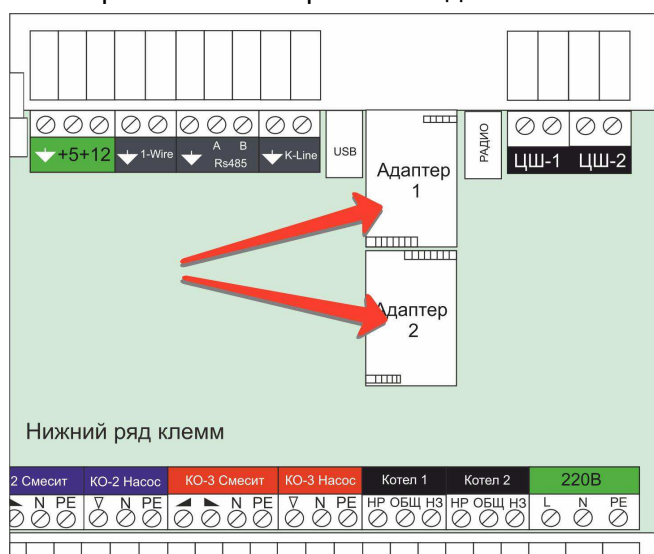 +5+12 1-Wire A B Rs485 K-Line USB Адаптер 1 РАДИО ЦШ-1 ЦШ-2
Адаптер 2
Нижний ряд клемм
2 Смесит КО-2 Насос КО-3 Смесит КО-3 Насос Котел 1 Котел 2 220В
N PE N PE N PE N PE НР ОБЩ НЗ НР ОБЩ НЗ L N PE